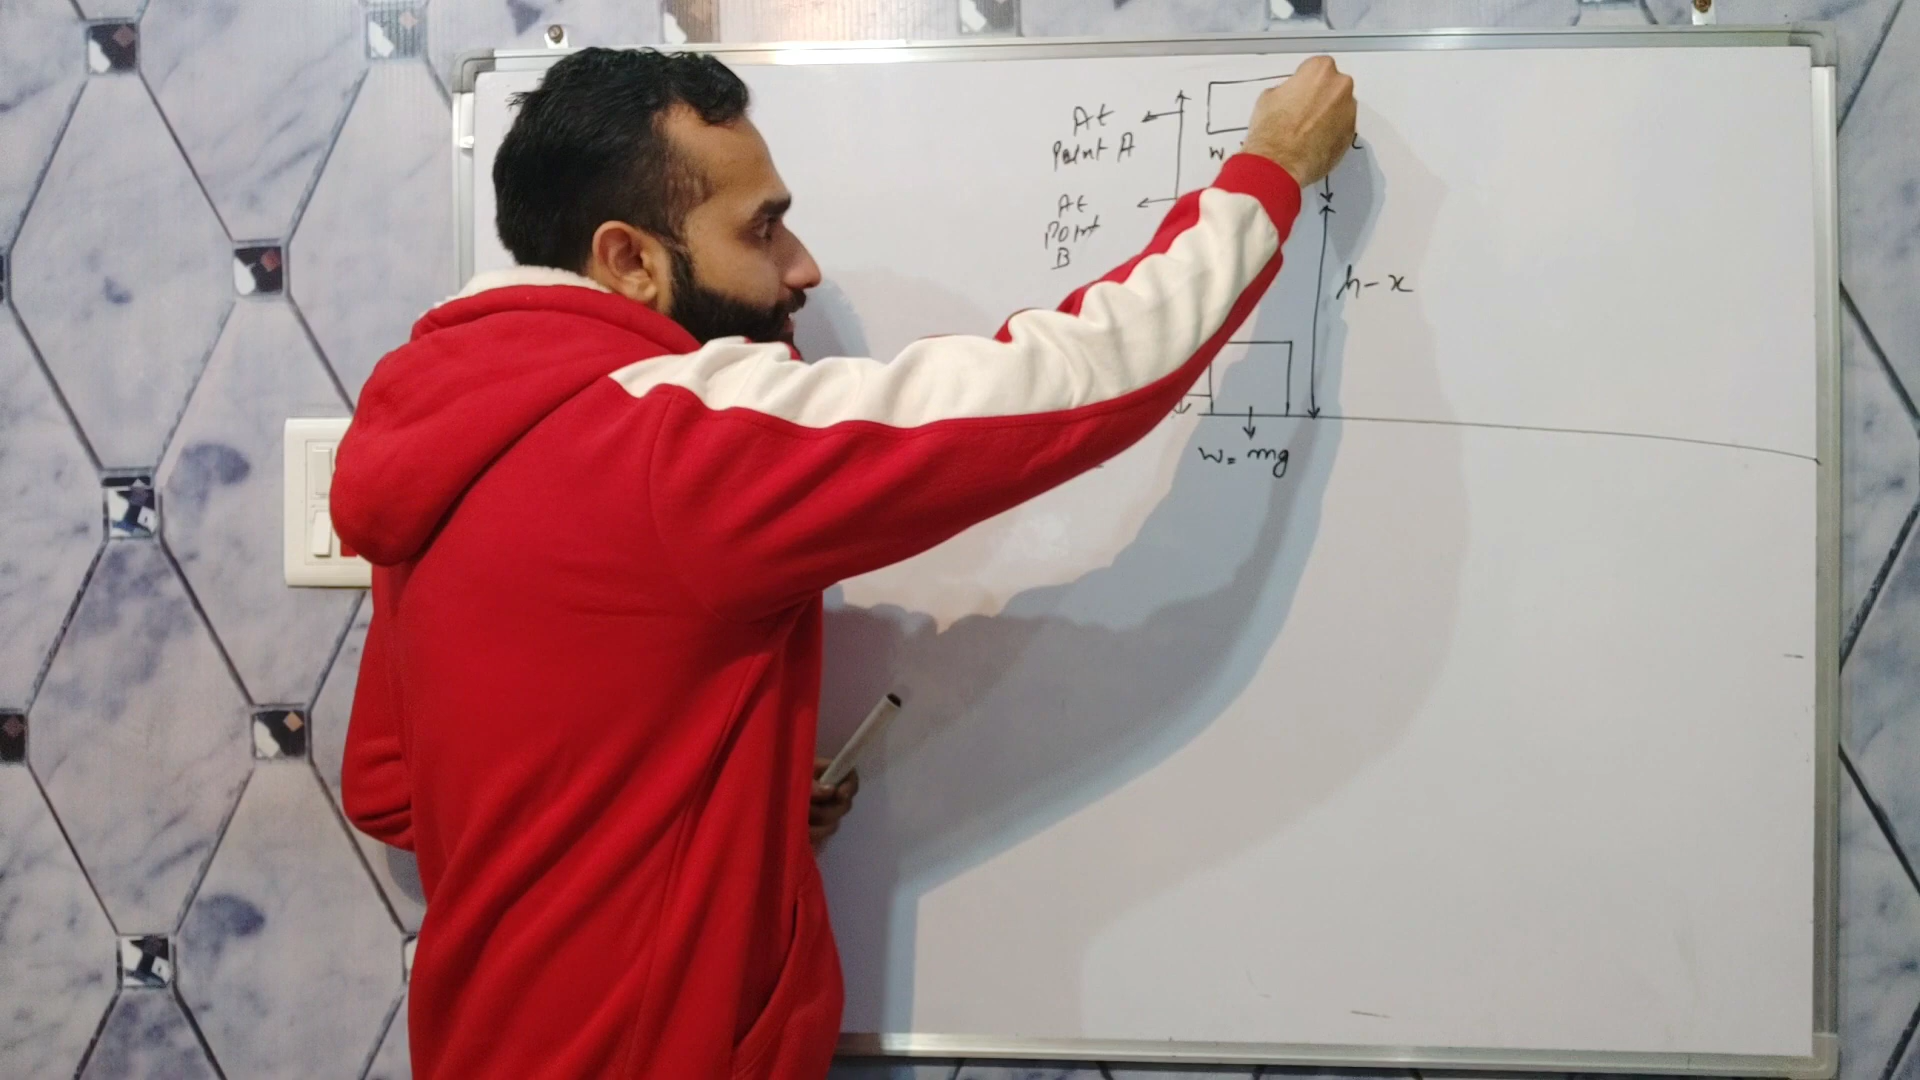 At
Point A
At
Point
B
h-x
w = mg